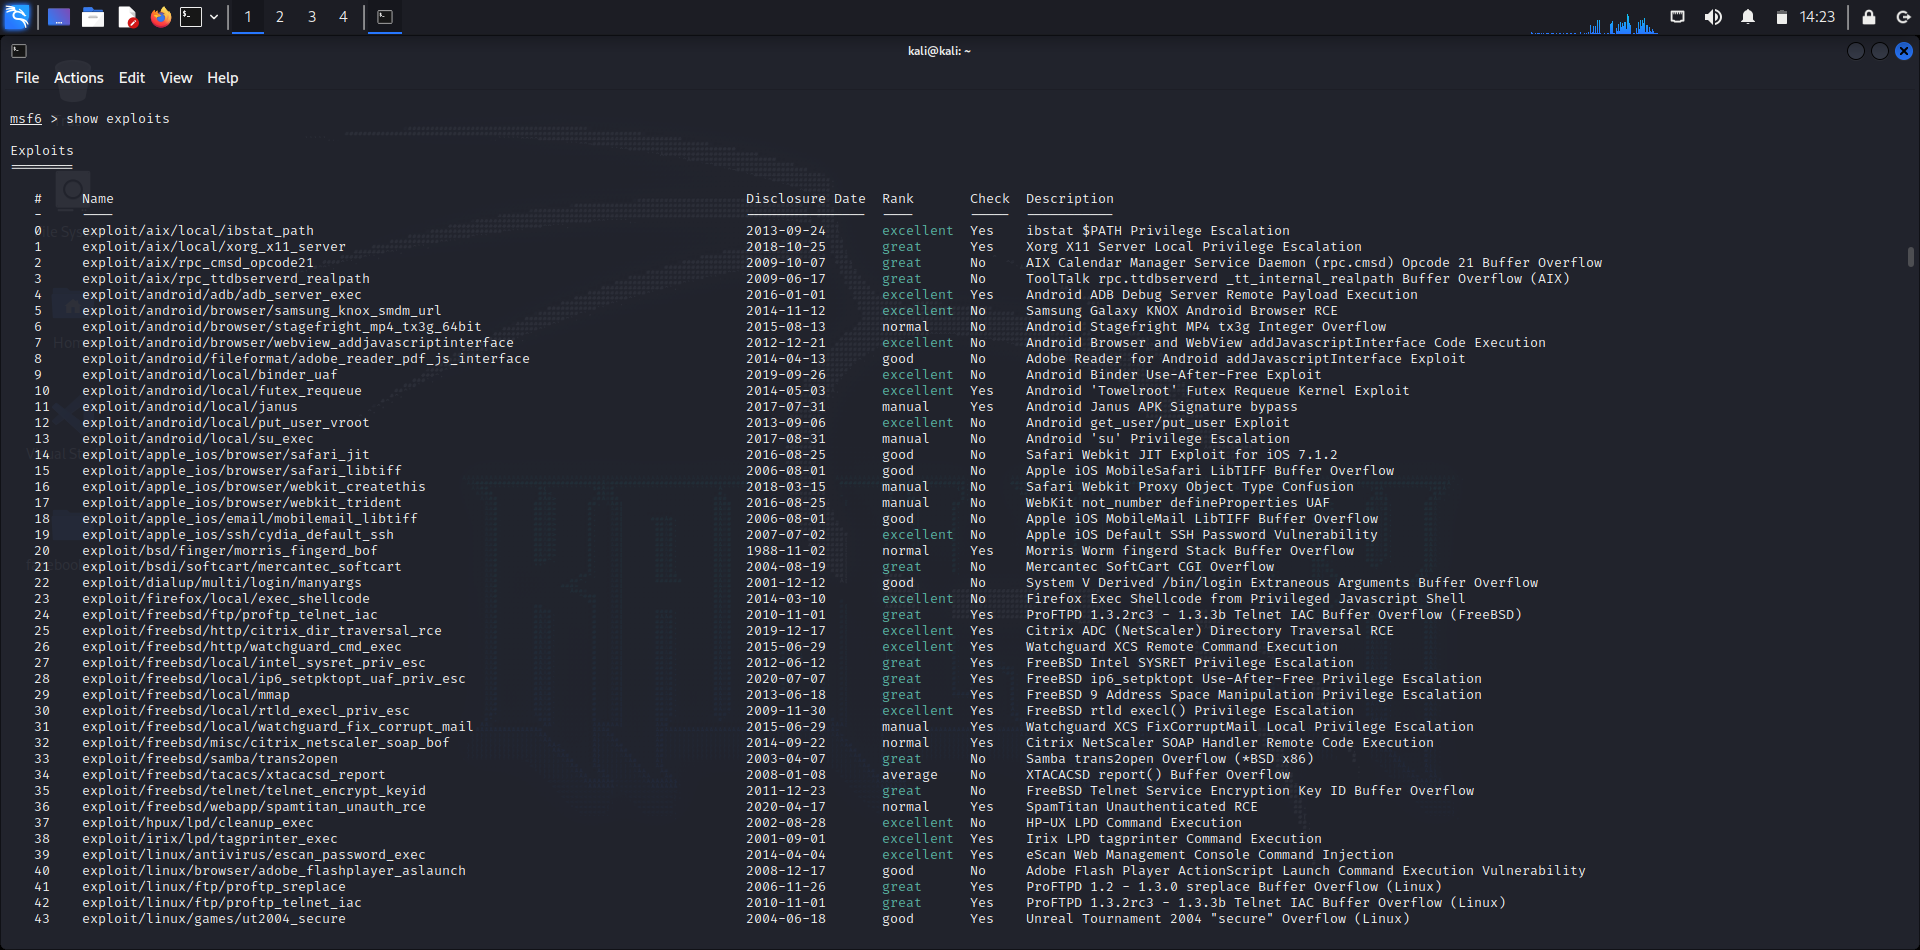 1 2 3 4 14:23
kali@kali: ~
File Actions Edit View Help
msf6 > show exploits
Exploits
# Name Disclosure Date Rank Check Description
0 exploit/aix/local/ibstat_path 2013-09-24 excellent Yes ibstat $PATH Privilege Escalation
1 exploit/aix/local/xorg_x11_server 2018-10-25 great Yes Xorg X11 Server Local Privilege Escalation
2 exploit/aix/rpc_cmsd_opcode21 2009-10-07 great No AIX Calendar Manager Service Daemon (rpc.cmsd) Opcode 21 Buffer Overflow
3 exploit/aix/rpc_ttdbserverd_realpath 2009-06-17 great No ToolTalk rpc.ttdbserverd _tt_internal_realpath Buffer Overflow (AIX)
4 exploit/android/adb/adb_server_exec 2016-01-01 excellent Yes Android ADB Debug Server Remote Payload Execution
5 exploit/android/browser/samsung_knox_smdm_url 2014-11-12 excellent No Samsung Galaxy KNOX Android Browser RCE
6 exploit/android/browser/stagefright_mp4_tx3g_64bit 2015-08-13 normal No Android Stagefright MP4 tx3g Integer Overflow
7 exploit/android/browser/webview_addjavascriptinterface 2012-12-21 excellent No Android Browser and WebView addJavascriptInterface Code Execution
8 exploit/android/fileformat/adobe_reader_pdf_js_interface 2014-04-13 good No Adobe Reader for Android addJavascriptInterface Exploit
9 exploit/android/local/binder_uaf 2019-09-26 excellent No Android Binder Use-After-Free Exploit
10 exploit/android/local/futex_requeue 2014-05-03 excellent Yes Android 'Towelroot' Futex Requeue Kernel Exploit
11 exploit/android/local/janus 2017-07-31 manual Yes Android Janus APK Signature bypass
12 exploit/android/local/put_user_vroot 2013-09-06 excellent No Android get_user/put_user Exploit
13 exploit/android/local/su_exec 2017-08-31 manual No Android 'su' Privilege Escalation
14 exploit/apple_ios/browser/safari_jit 2016-08-25 good No Safari Webkit JIT Exploit for iOS 7.1.2
15 exploit/apple_ios/browser/safari_libtiff 2006-08-01 good No Apple iOS MobileSafari LibTIFF Buffer Overflow
16 exploit/apple_ios/browser/webkit_createthis 2018-03-15 manual No Safari Webkit Proxy Object Type Confusion
17 exploit/apple_ios/browser/webkit_trident 2016-08-25 manual No WebKit not_number defineProperties UAF
18 exploit/apple_ios/email/mobilemail_libtiff 2006-08-01 good No Apple iOS MobileMail LibTIFF Buffer Overflow
19 exploit/apple_ios/ssh/cydia_default_ssh 2007-07-02 excellent No Apple iOS Default SSH Password Vulnerability
20 exploit/bsd/finger/morris_fingerd_bof 1988-11-02 normal Yes Morris Worm fingerd Stack Buffer Overflow
21 exploit/bsdi/softcart/mercantec_softcart 2004-08-19 great No Mercantec SoftCart CGI Overflow
22 exploit/dialup/multi/login/manyargs 2001-12-12 good No System V Derived /bin/login Extraneous Arguments Buffer Overflow
23 exploit/firefox/local/exec_shellcode 2014-03-10 excellent No Firefox Exec Shellcode from Privileged Javascript Shell
24 exploit/freebsd/ftp/proftp_telnet_iac 2010-11-01 great Yes ProFTPD 1.3.2rc3 - 1.3.3b Telnet IAC Buffer Overflow (FreeBSD)
25 exploit/freebsd/http/citrix_dir_traversal_rce 2019-12-17 excellent Yes Citrix ADC (NetScaler) Directory Traversal RCE
26 exploit/freebsd/http/watchguard_cmd_exec 2015-06-29 excellent Yes Watchguard XCS Remote Command Execution
27 exploit/freebsd/local/intel_sysret_priv_esc 2012-06-12 great Yes FreeBSD Intel SYSRET Privilege Escalation
28 exploit/freebsd/local/ip6_setpktopt_uaf_priv_esc 2020-07-07 great Yes FreeBSD ip6_setpktopt Use-After-Free Privilege Escalation
29 exploit/freebsd/local/mmap 2013-06-18 great Yes FreeBSD 9 Address Space Manipulation Privilege Escalation
30 exploit/freebsd/local/rtld_execl_priv_esc 2009-11-30 excellent Yes FreeBSD rtld execl() Privilege Escalation
31 exploit/freebsd/local/watchguard_fix_corrupt_mail 2015-06-29 manual Yes Watchguard XCS FixCorruptMail Local Privilege Escalation
32 exploit/freebsd/misc/citrix_netscaler_soap_bof 2014-09-22 normal Yes Citrix NetScaler SOAP Handler Remote Code Execution
33 exploit/freebsd/samba/trans2open 2003-04-07 great No Samba trans2open Overflow (*BSD x86)
34 exploit/freebsd/tacacs/xtacacsd_report 2008-01-08 average No XTACACSD report() Buffer Overflow
35 exploit/freebsd/telnet/telnet_encrypt_keyid 2011-12-23 great No FreeBSD Telnet Service Encryption Key ID Buffer Overflow
36 exploit/freebsd/webapp/spamtitan_unauth_rce 2020-04-17 normal Yes SpamTitan Unauthenticated RCE
37 exploit/hpux/lpd/cleanup_exec 2002-08-28 excellent No HP-UX LPD Command Execution
38 exploit/irix/lpd/tagprinter_exec 2001-09-01 excellent Yes Irix LPD tagprinter Command Execution
39 exploit/linux/antivirus/escan_password_exec 2014-04-04 excellent Yes eScan Web Management Console Command Injection
40 exploit/linux/browser/adobe_flashplayer_aslaunch 2008-12-17 good No Adobe Flash Player ActionScript Launch Command Execution Vulnerability
41 exploit/linux/ftp/proftp_sreplace 2006-11-26 great Yes ProFTPD 1.2 - 1.3.0 sreplace Buffer Overflow (Linux)
42 exploit/linux/ftp/proftp_telnet_iac 2010-11-01 great Yes ProFTPD 1.3.2rc3 - 1.3.3b Telnet IAC Buffer Overflow (Linux)
43 exploit/linux/games/ut2004_secure 2004-06-18 good Yes Unreal Tournament 2004 "secure" Overflow (Linux)